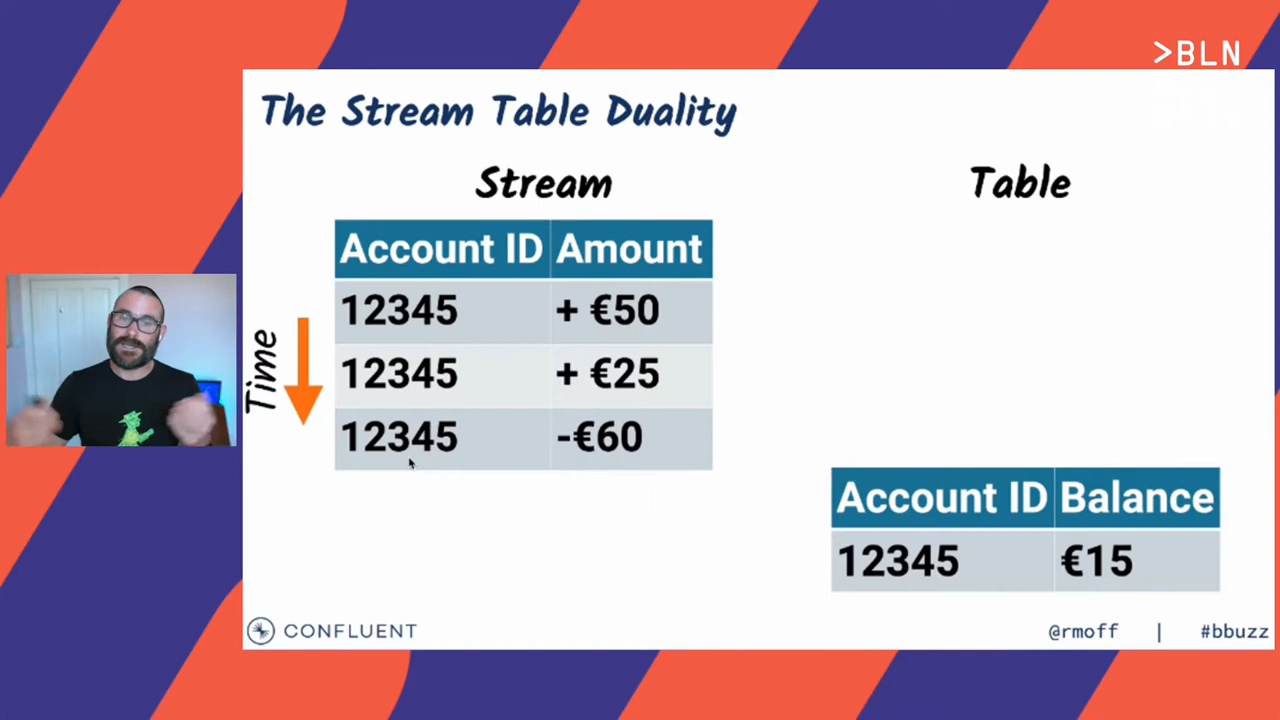 >BLN
The Stream Table Duality
Stream
Table
Account ID Amount
12345 + €50
12345 + €25
12345 -€60
Time
Account ID Balance
12345 €15
CONFLUENT
@rmoff | #bbuzz